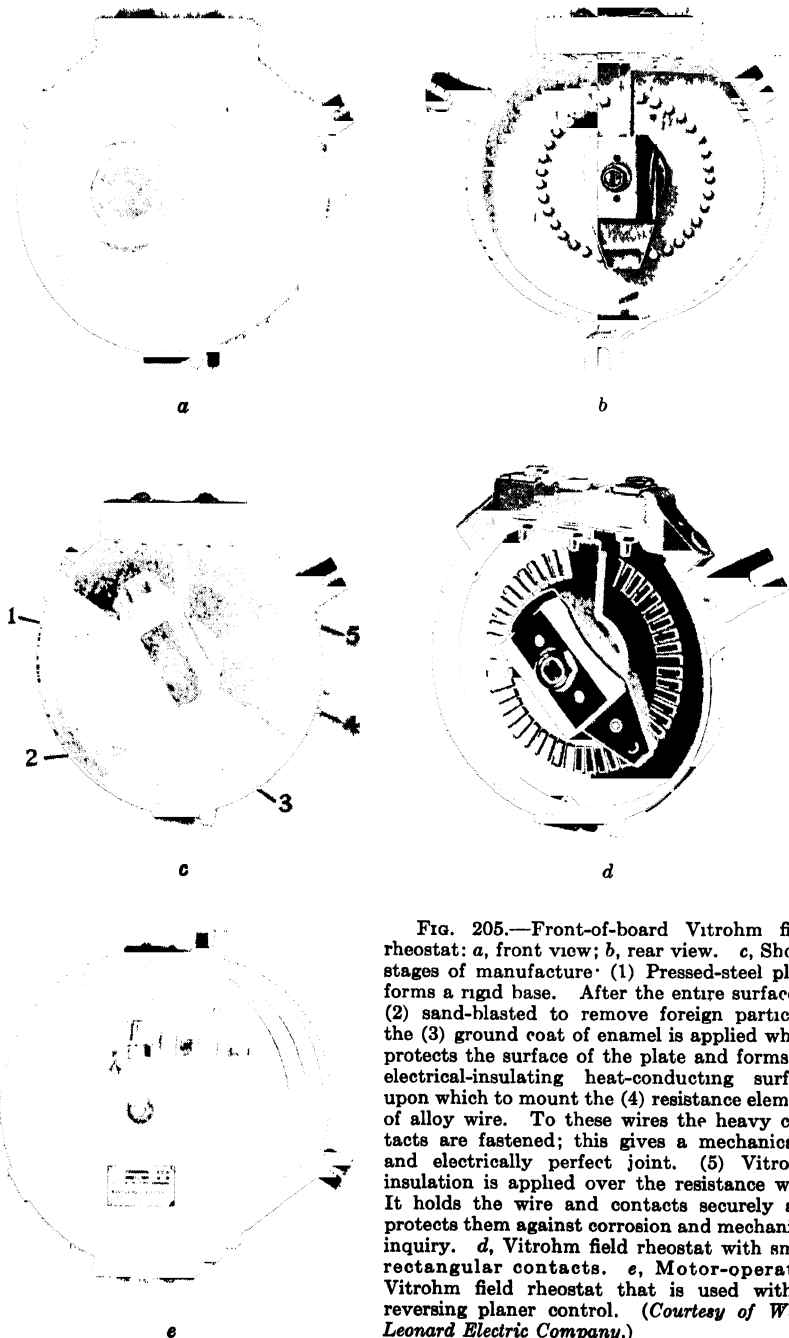 a
b
1
5
4
2
3
c
d
e
FIG. 205.—Front-of-board Vitrohm fi
rheostat: a, front view; b, rear view. c, Sho
stages of manufacture· (1) Pressed-steel pl
forms a rigid base. After the entire surfac
(2) sand-blasted to remove foreign partic
the (3) ground coat of enamel is applied wh
protects the surface of the plate and forms
electrical-insulating heat-conducting surf
upon which to mount the (4) resistance elem
of alloy wire. To these wires the heavy c
tacts are fastened; this gives a mechanic
and electrically perfect joint. (5) Vitro
insulation is applied over the resistance w
It holds the wire and contacts securely a
protects them against corrosion and mechani
inquiry. d, Vitrohm field rheostat with sm
rectangular contacts. e, Motor-operat
Vitrohm field rheostat that is used with
reversing planer control. (Courtesy of W
Leonard Electric Company.)